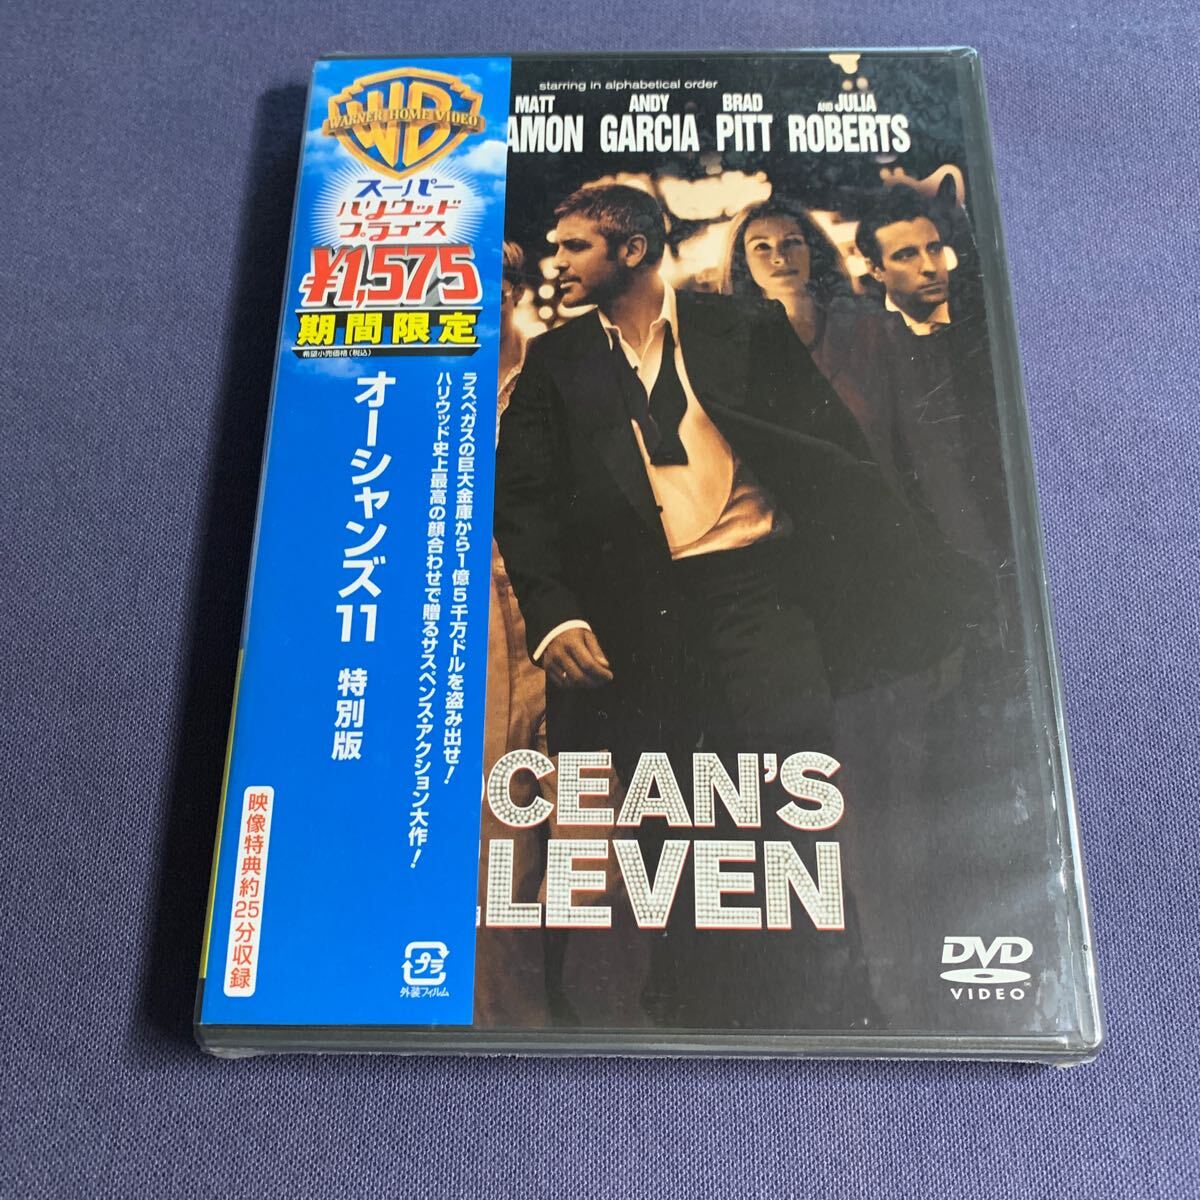 WB
WARNER HOME VIDEO
スーパー
ハリウッド
プライス
¥1,575
期間限定
希望小売価格(税込)
ラスベガスの巨大金庫から1億5千万ドルを盗み出せ!
ハリウッド史上最高の顔合わせで贈るサスペンス・アクション大作!
オーシャンズ11 特別版
映像特典約25分収録
プラ
外装フィルム
starring in alphabetical order
MATT
AMON
ANDY
GARCIA
BRAD
PITT
AND JULIA
ROBERTS
OCEAN'S
ELEVEN
DVD
VIDEO